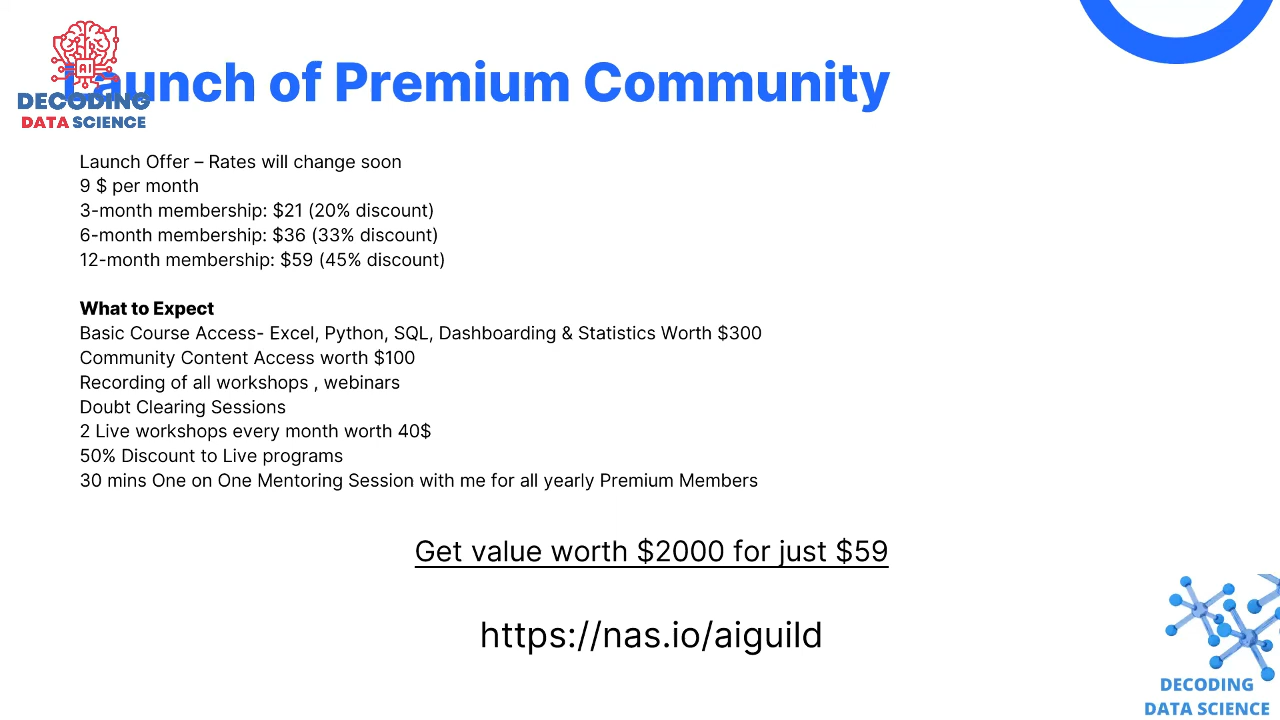 AI
DECODING
DATA SCIENCE
Launch of Premium Community
Launch Offer – Rates will change soon
9 $ per month
3-month membership: $21 (20% discount)
6-month membership: $36 (33% discount)
12-month membership: $59 (45% discount)
What to Expect
Basic Course Access- Excel, Python, SQL, Dashboarding & Statistics Worth $300
Community Content Access worth $100
Recording of all workshops , webinars
Doubt Clearing Sessions
2 Live workshops every month worth 40$
50% Discount to Live programs
30 mins One on One Mentoring Session with me for all yearly Premium Members
Get value worth $2000 for just $59
https://nas.io/aiguild
DECODING
DATA SCIENCE